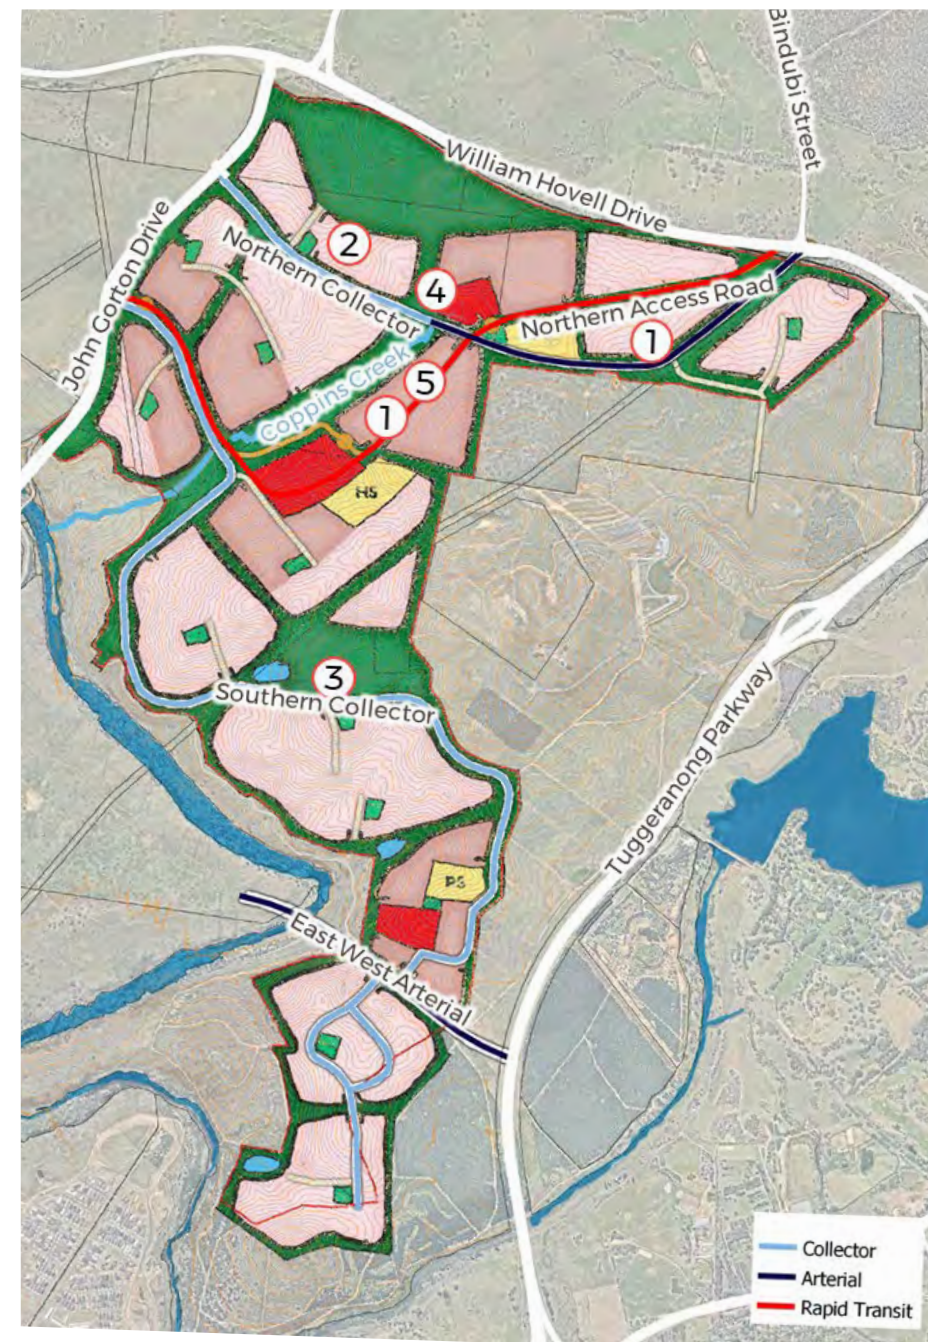 Bindubi Street
William Hovell Drive
John Gorton Drive
2
Northern Collector
4
Northern Access Road
1
Coppins Creek
5
1
HS
3
Southern Collector
Tuggeranong Parkway
PS
East West Arterial
Collector
Arterial
Rapid Transit